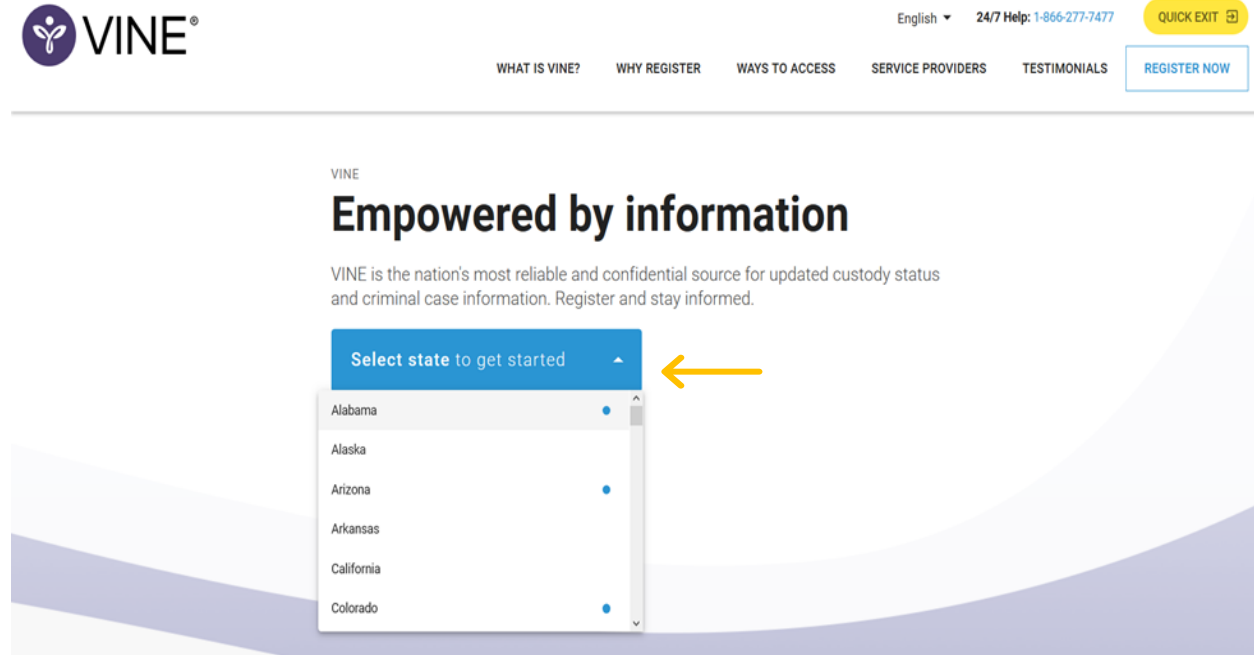 VINE®
English
24/7 Help: 1-866-277-7477
QUICK EXIT
WHAT IS VINE?
WHY REGISTER
WAYS TO ACCESS
SERVICE PROVIDERS
TESTIMONIALS
REGISTER NOW
VINE
Empowered by information
VINE is the nation's most reliable and confidential source for updated custody status
and criminal case information. Register and stay informed.
Select state to get started
Alabama
Alaska
Arizona
Arkansas
California
Colorado